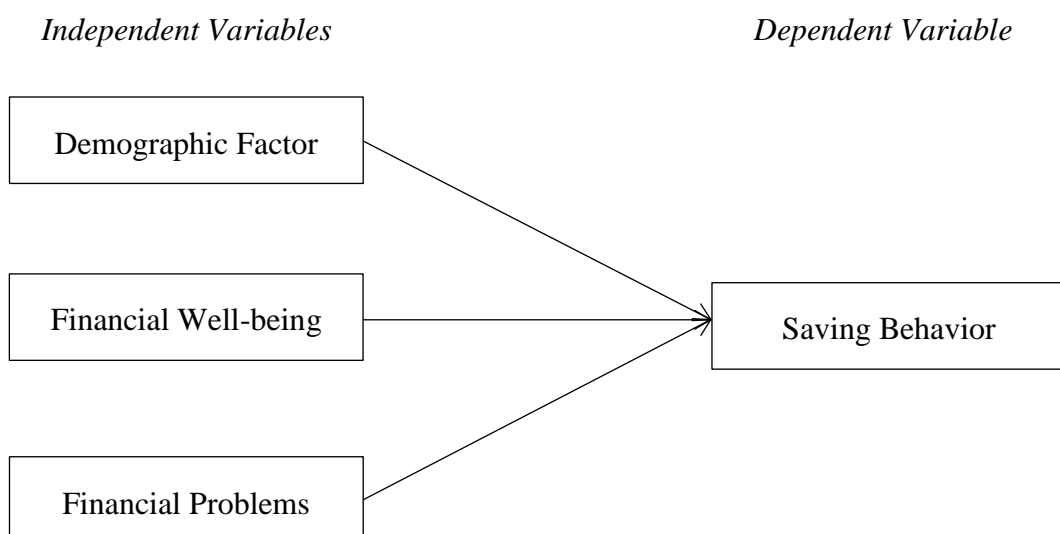 Independent Variables
Dependent Variable
Demographic Factor
Financial Well-being
Saving Behavior
Financial Problems